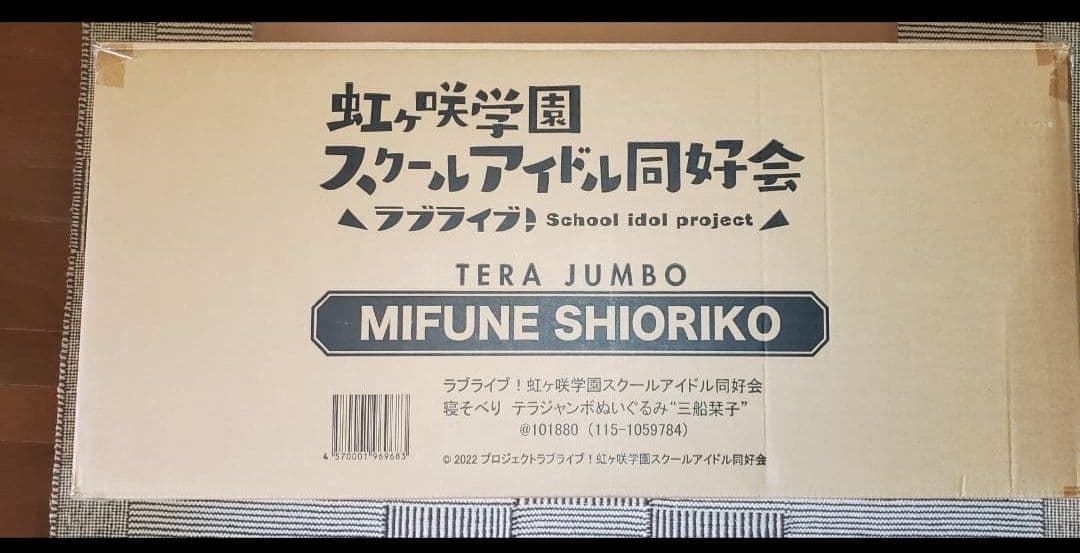 虹ヶ咲学園
スクールアイドル同好会
ラブライブ! School idol project
TERA JUMBO
MIFUNE SHIORIKO
ラブライブ！虹ヶ咲学園スクールアイドル同好会
寝そべり テラジャンボぬいぐるみ“三船栞子”
@101880（115-1059784）
4 570001 969683
© 2022 プロジェクトラブライブ！虹ヶ咲学園スクールアイドル同好会